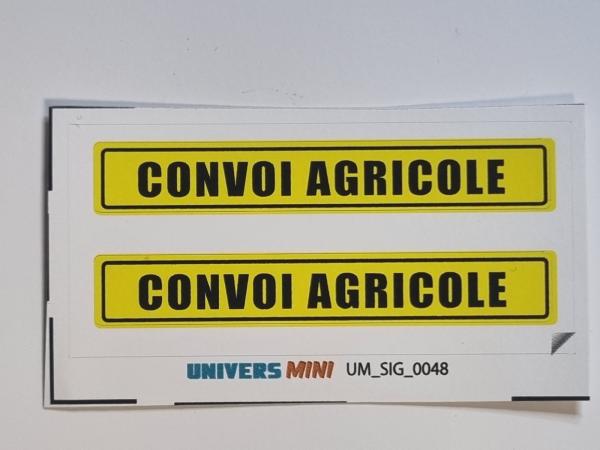 CONVOI AGRICOLE
CONVOI AGRICOLE
UNIVERS MINI UM_SIG_0048